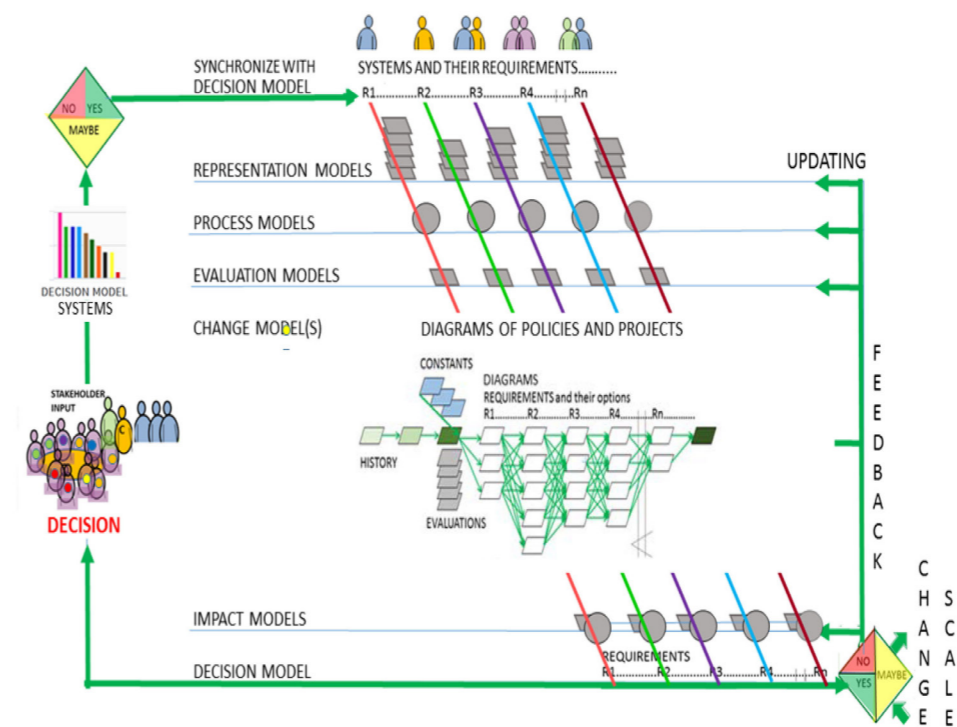 SYNCHRONIZE WITH
DECISION MODEL
SYSTEMS AND THEIR REQUIREMENTS...........
R1...........R2...........R3...........R4.......Rn
NO YES
MAYBE
REPRESENTATION MODELS
UPDATING
PROCESS MODELS
EVALUATION MODELS
DECISION MODEL
SYSTEMS
CHANGE MODEL(S)
DIAGRAMS OF POLICIES AND PROJECTS
CONSTANTS
DIAGRAMS
REQUIREMENTS and their options
R1..........R2..........R3..........R4..........Rn..........
HISTORY
EVALUATIONS
STAKEHOLDER
INPUT
C
DECISION
FEEDBACK
CHANGE
SCALE
IMPACT MODELS
REQUIREMENTS
R1...........R2...........R3...........R4...........Rn
DECISION MODEL
NO
YES
MAYBE